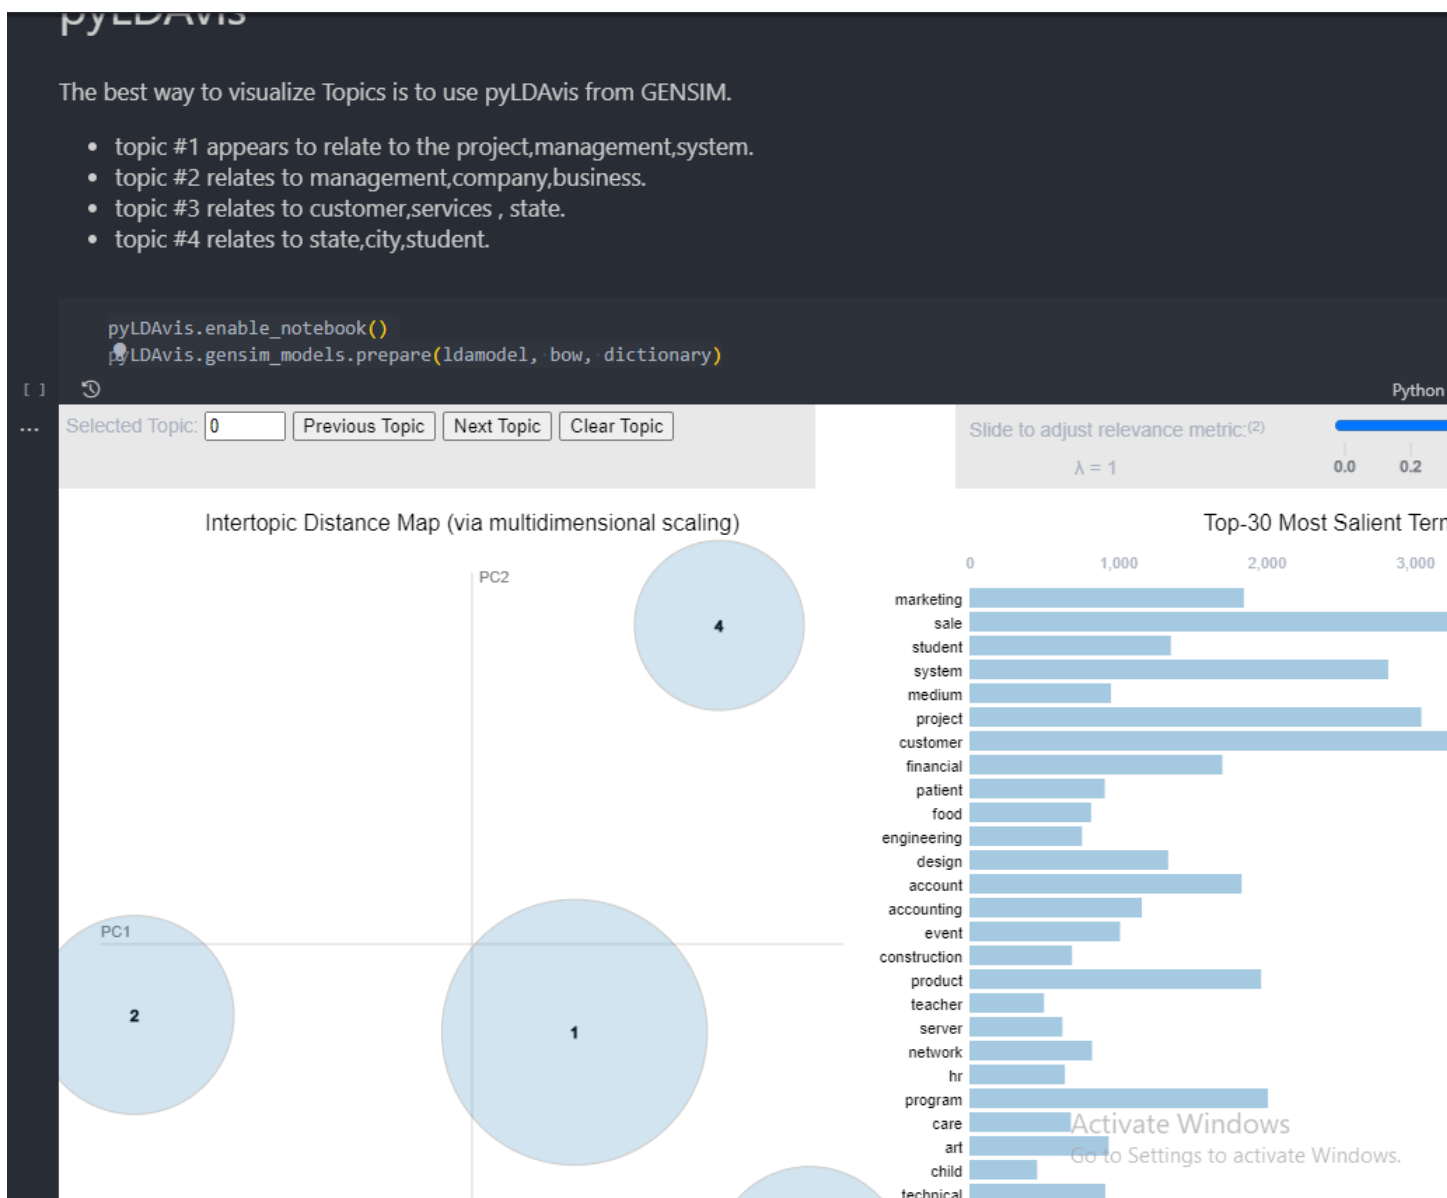 pyLDAvis
The best way to visualize Topics is to use pyLDAvis from GENSIM.
• topic #1 appears to relate to the project,management,system.
• topic #2 relates to management,company,business.
• topic #3 relates to customer,services , state.
• topic #4 relates to state,city,student.
pyLDAvis.enable_notebook()
pyLDAvis.gensim_models.prepare(ldamodel, bow, dictionary)
[ ]
Python
...
Selected Topic: 0 Previous Topic Next Topic Clear Topic
Slide to adjust relevance metric:(2)
λ = 1
0.0 0.2
Intertopic Distance Map (via multidimensional scaling)
PC2
4
PC1
2
1
Top-30 Most Salient Ter
0 1,000 2,000 3,000
marketing
sale
student
system
medium
project
customer
financial
patient
food
engineering
design
account
accounting
event
construction
product
teacher
server
network
hr
program
care
art
child
technical
Activate Windows
Go to Settings to activate Windows.